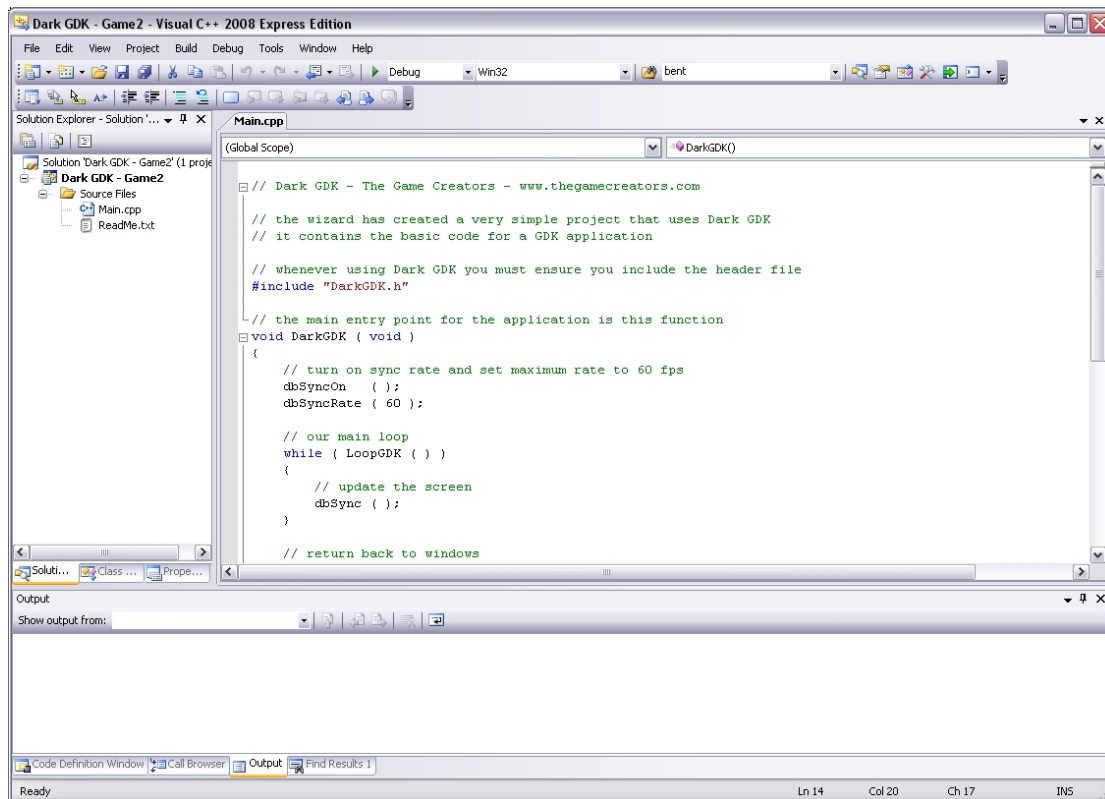 Dark GDK - Game2 - Visual C++ 2008 Express Edition
File Edit View Project Build Debug Tools Window Help
Debug Win32 bent
Solution Explorer - Solution '...
Main.cpp
(Global Scope) DarkGDK()
Solution 'Dark GDK - Game2' (1 proje
Dark GDK - Game2
Source Files
Main.cpp
ReadMe.txt
// Dark GDK - The Game Creators - www.thegamecreators.com
// the wizard has created a very simple project that uses Dark GDK
// it contains the basic code for a GDK application
// whenever using Dark GDK you must ensure you include the header file
#include "DarkGDK.h"
// the main entry point for the application is this function
void DarkGDK ( void )
{
// turn on sync rate and set maximum rate to 60 fps
dbSyncOn   ( );
dbSyncRate ( 60 );
// our main loop
while ( LoopGDK ( ) )
{
// update the screen
dbSync ( );
}
// return back to windows
Soluti... Class ... Prope...
Output
Show output from:
Code Definition Window Call Browser Output Find Results 1
Ready Ln 14 Col 20 Ch 17 INS